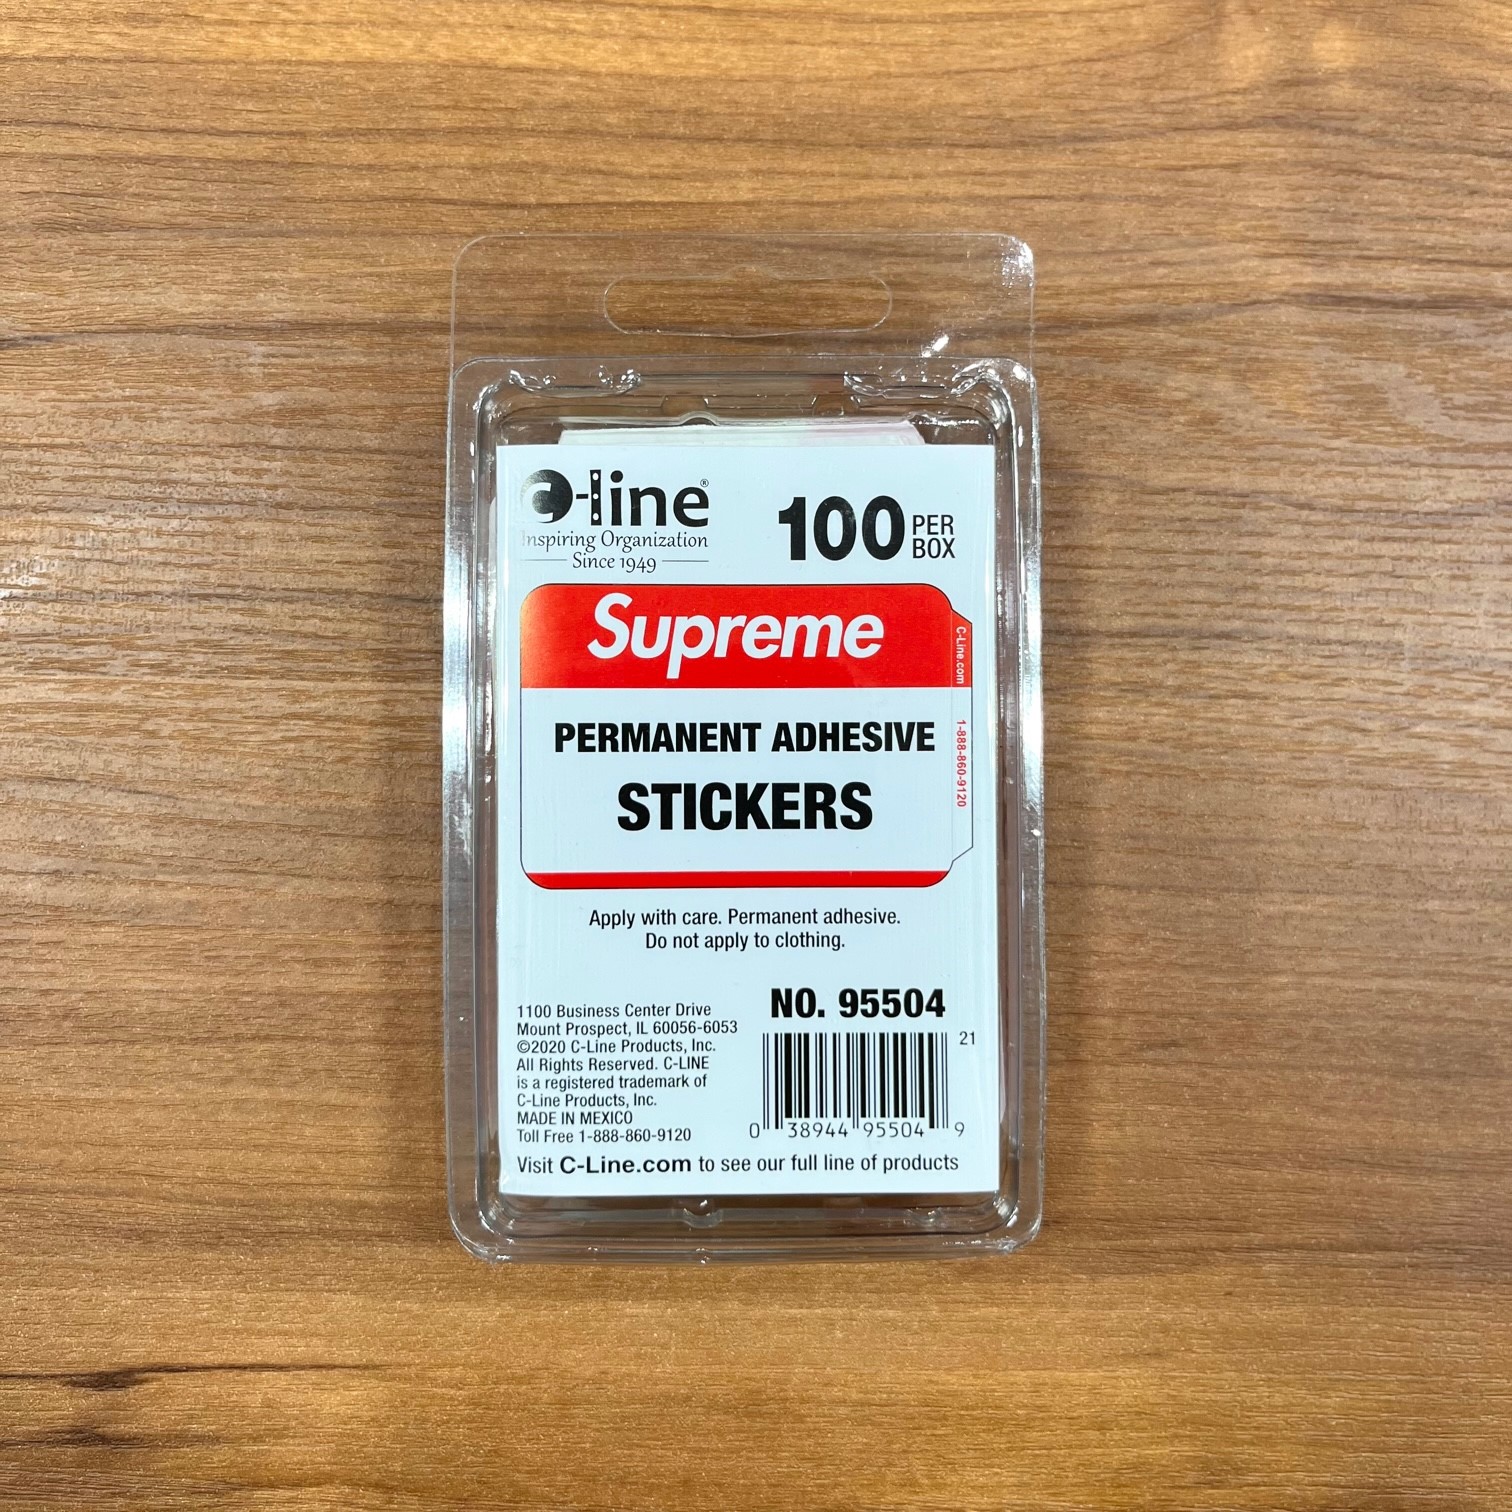 c-line®
Inspiring Organization
Since 1949
100 PER BOX
Supreme
C-Line.com
1-888-860-9120
PERMANENT ADHESIVE
STICKERS
Apply with care. Permanent adhesive.
Do not apply to clothing.
1100 Business Center Drive
Mount Prospect, IL 60056-6053
©2020 C-Line Products, Inc.
All Rights Reserved. C-LINE
is a registered trademark of
C-Line Products, Inc.
MADE IN MEXICO
Toll Free 1-888-860-9120
NO. 95504
21
0 38944 95504 9
Visit C-Line.com to see our full line of products